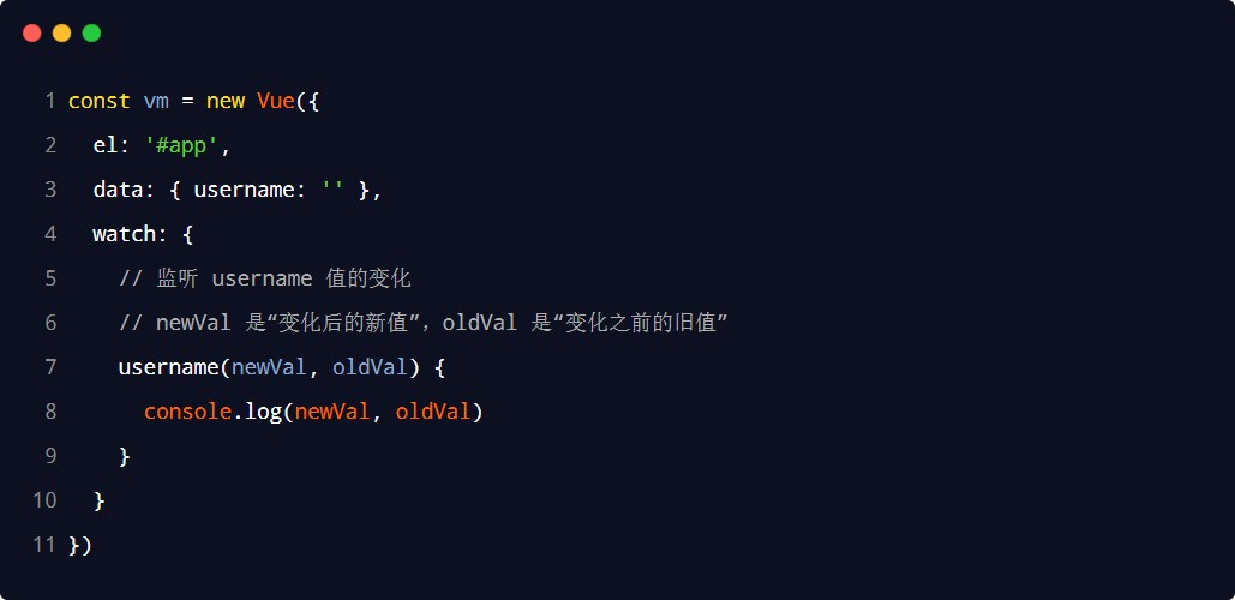 1 const vm = new Vue({
2   el: '#app',
3   data: { username: '' },
4   watch: {
5     // 监听 username 值的变化
6     // newVal 是“变化后的新值”，oldVal 是“变化之前的旧值”
7     username(newVal, oldVal) {
8       console.log(newVal, oldVal)
9     }
10   }
11 })